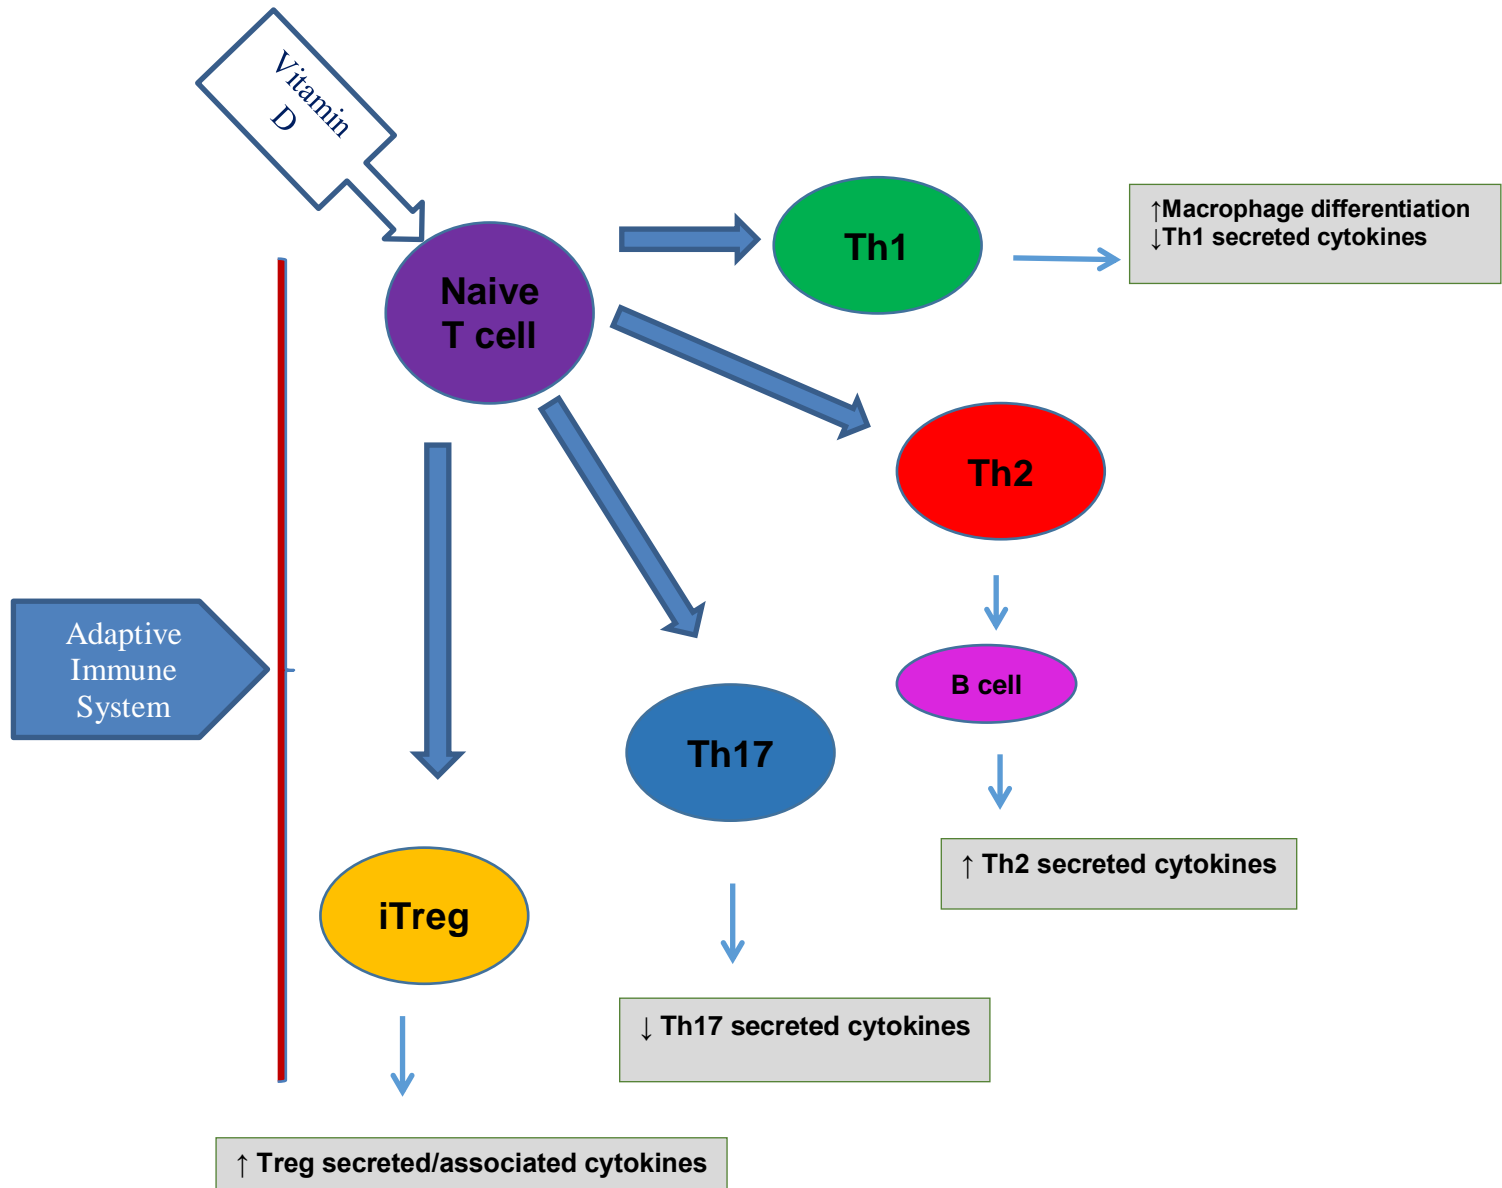 Vitamin
D
Naive
T cell
Th1
↑Macrophage differentiation
↓Th1 secreted cytokines
Th2
Adaptive
Immune
System
B cell
Th17
↑ Th2 secreted cytokines
iTreg
↓ Th17 secreted cytokines
↑ Treg secreted/associated cytokines